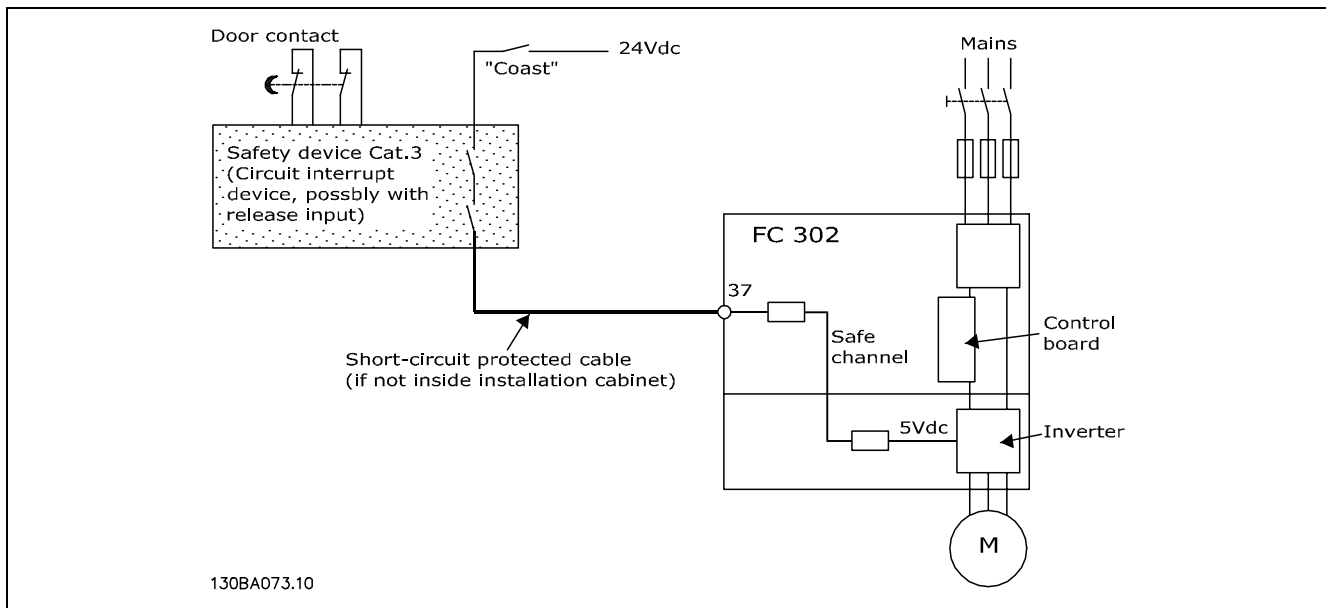 Door contact
24Vdc
"Coast"
Mains
Safety device Cat.3
(Circuit interrupt
device, possbly with
release input)
FC 302
37
Safe
channel
Control
board
Short-circuit protected cable
(if not inside installation cabinet)
5Vdc
Inverter
M
130BA073.10